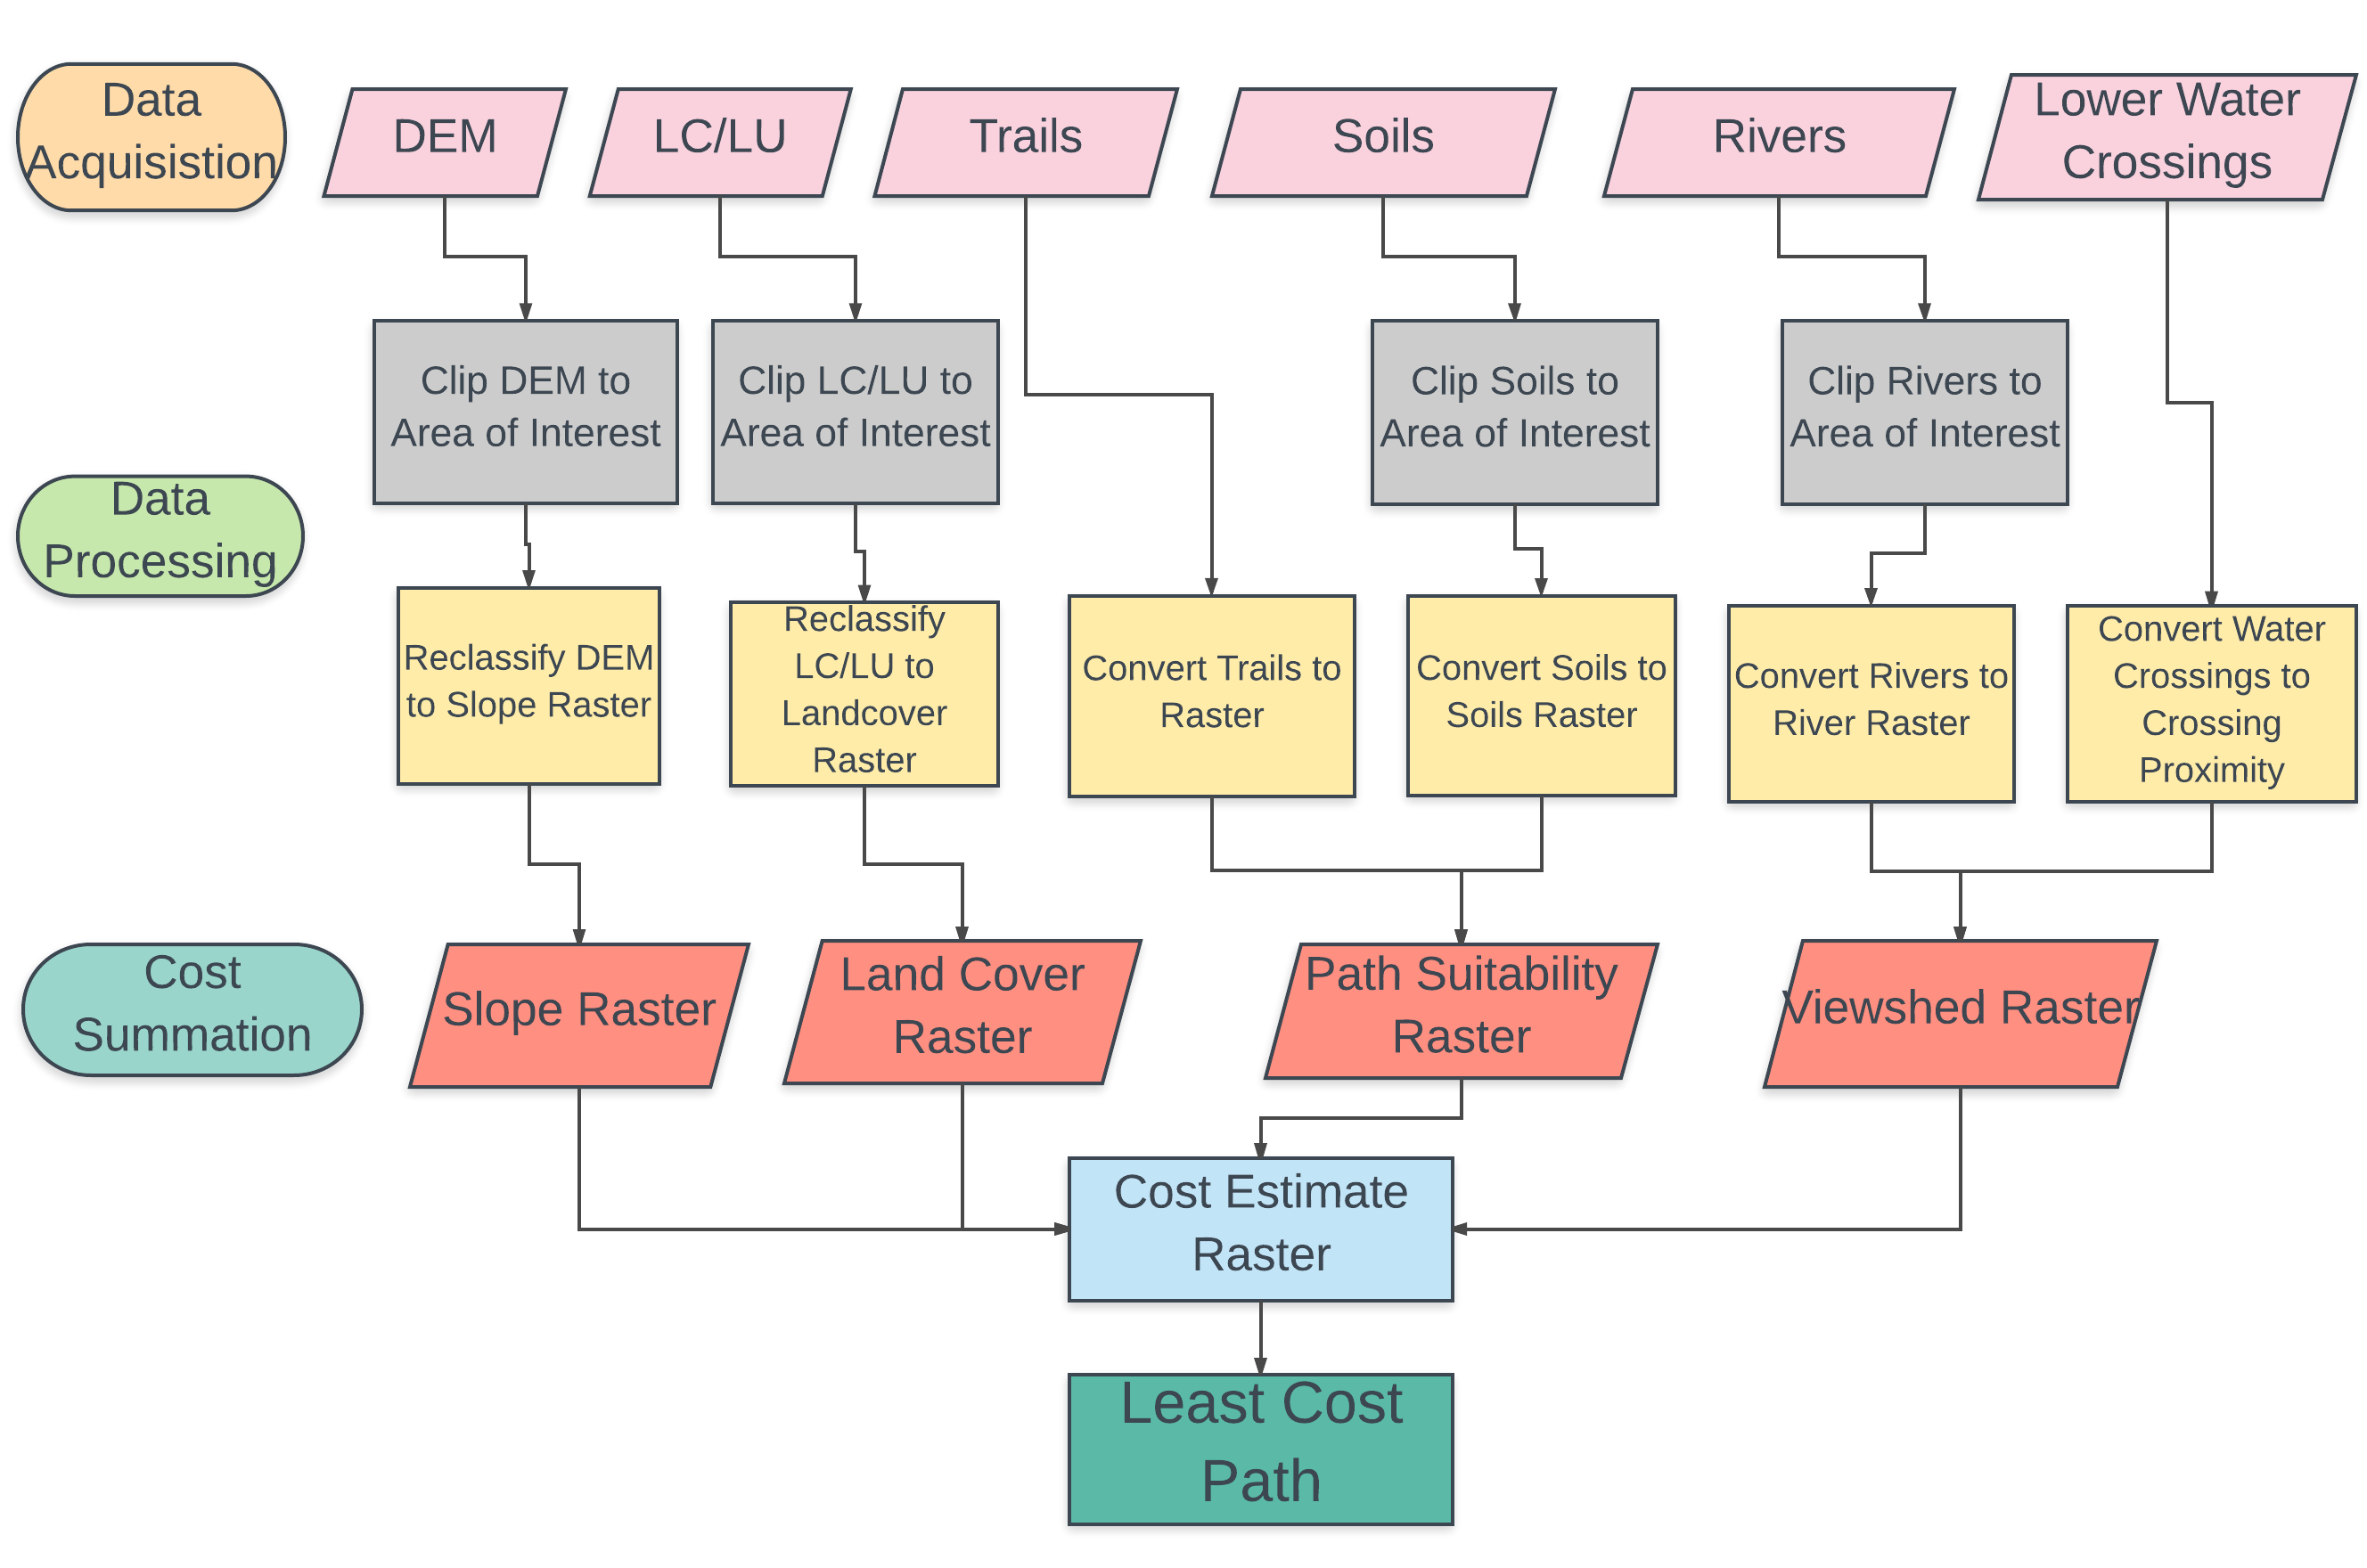 Data
Acquisistion
DEM
LC/LU
Trails
Soils
Rivers
Lower Water
Crossings
Clip DEM to
Area of Interest
Clip LC/LU to
Area of Interest
Clip Soils to
Area of Interest
Clip Rivers to
Area of Interest
Data
Processing
Reclassify DEM
to Slope Raster
Reclassify
LC/LU to
Landcover
Raster
Convert Trails to
Raster
Convert Soils to
Soils Raster
Convert Rivers to
River Raster
Convert Water
Crossings to
Crossing
Proximity
Cost
Summation
Slope Raster
Land Cover
Raster
Path Suitability
Raster
Viewshed Raster
Cost Estimate
Raster
Least Cost
Path